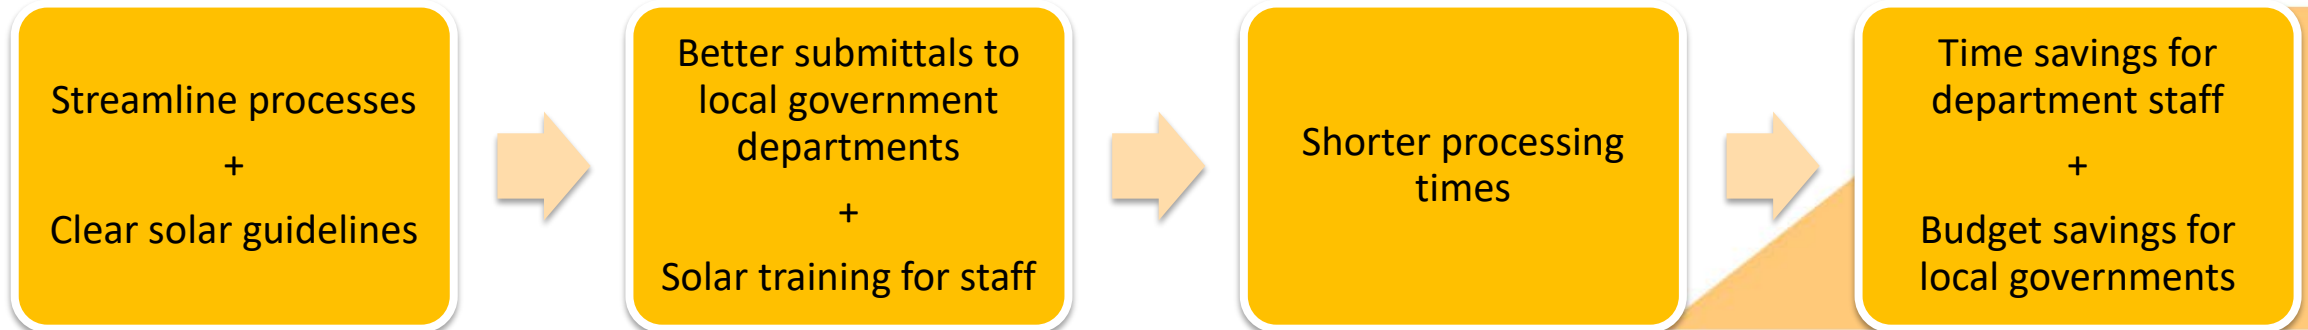 Streamline processes
+
Clear solar guidelines
Better submittals to
local government
departments
+
Solar training for staff
Shorter processing
times
Time savings for
department staff
+
Budget savings for
local governments